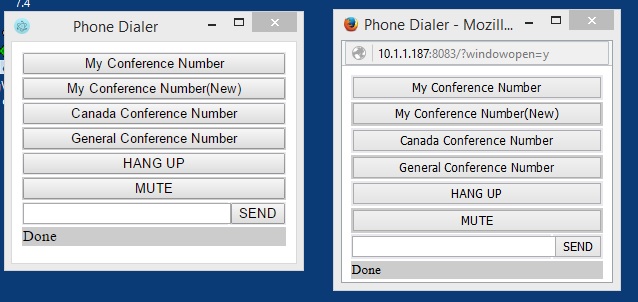 7.4
Phone Dialer
My Conference Number
My Conference Number(New)
Canada Conference Number
General Conference Number
HANG UP
MUTE
SEND
Done
Phone Dialer - Mozill...
10.1.1.187:8083/?windowopen=y
My Conference Number
My Conference Number(New)
Canada Conference Number
General Conference Number
HANG UP
MUTE
SEND
Done